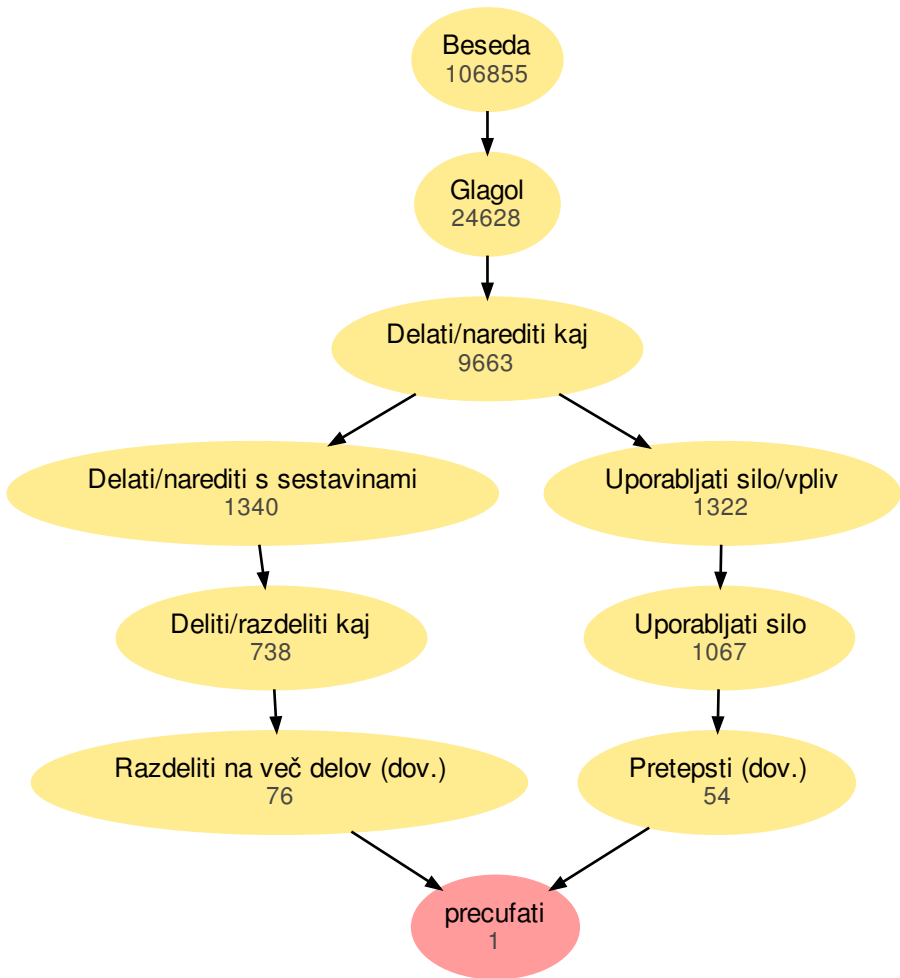 Beseda
106855
Glagol
24628
Delati/narediti kaj
9663
Delati/narediti s sestavinami
1340
Uporabljati silo/vpliv
1322
Deliti/razdeliti kaj
738
Uporabljati silo
1067
Razdeliti na več delov (dov.)
76
Pretepsti (dov.)
54
precufati
1